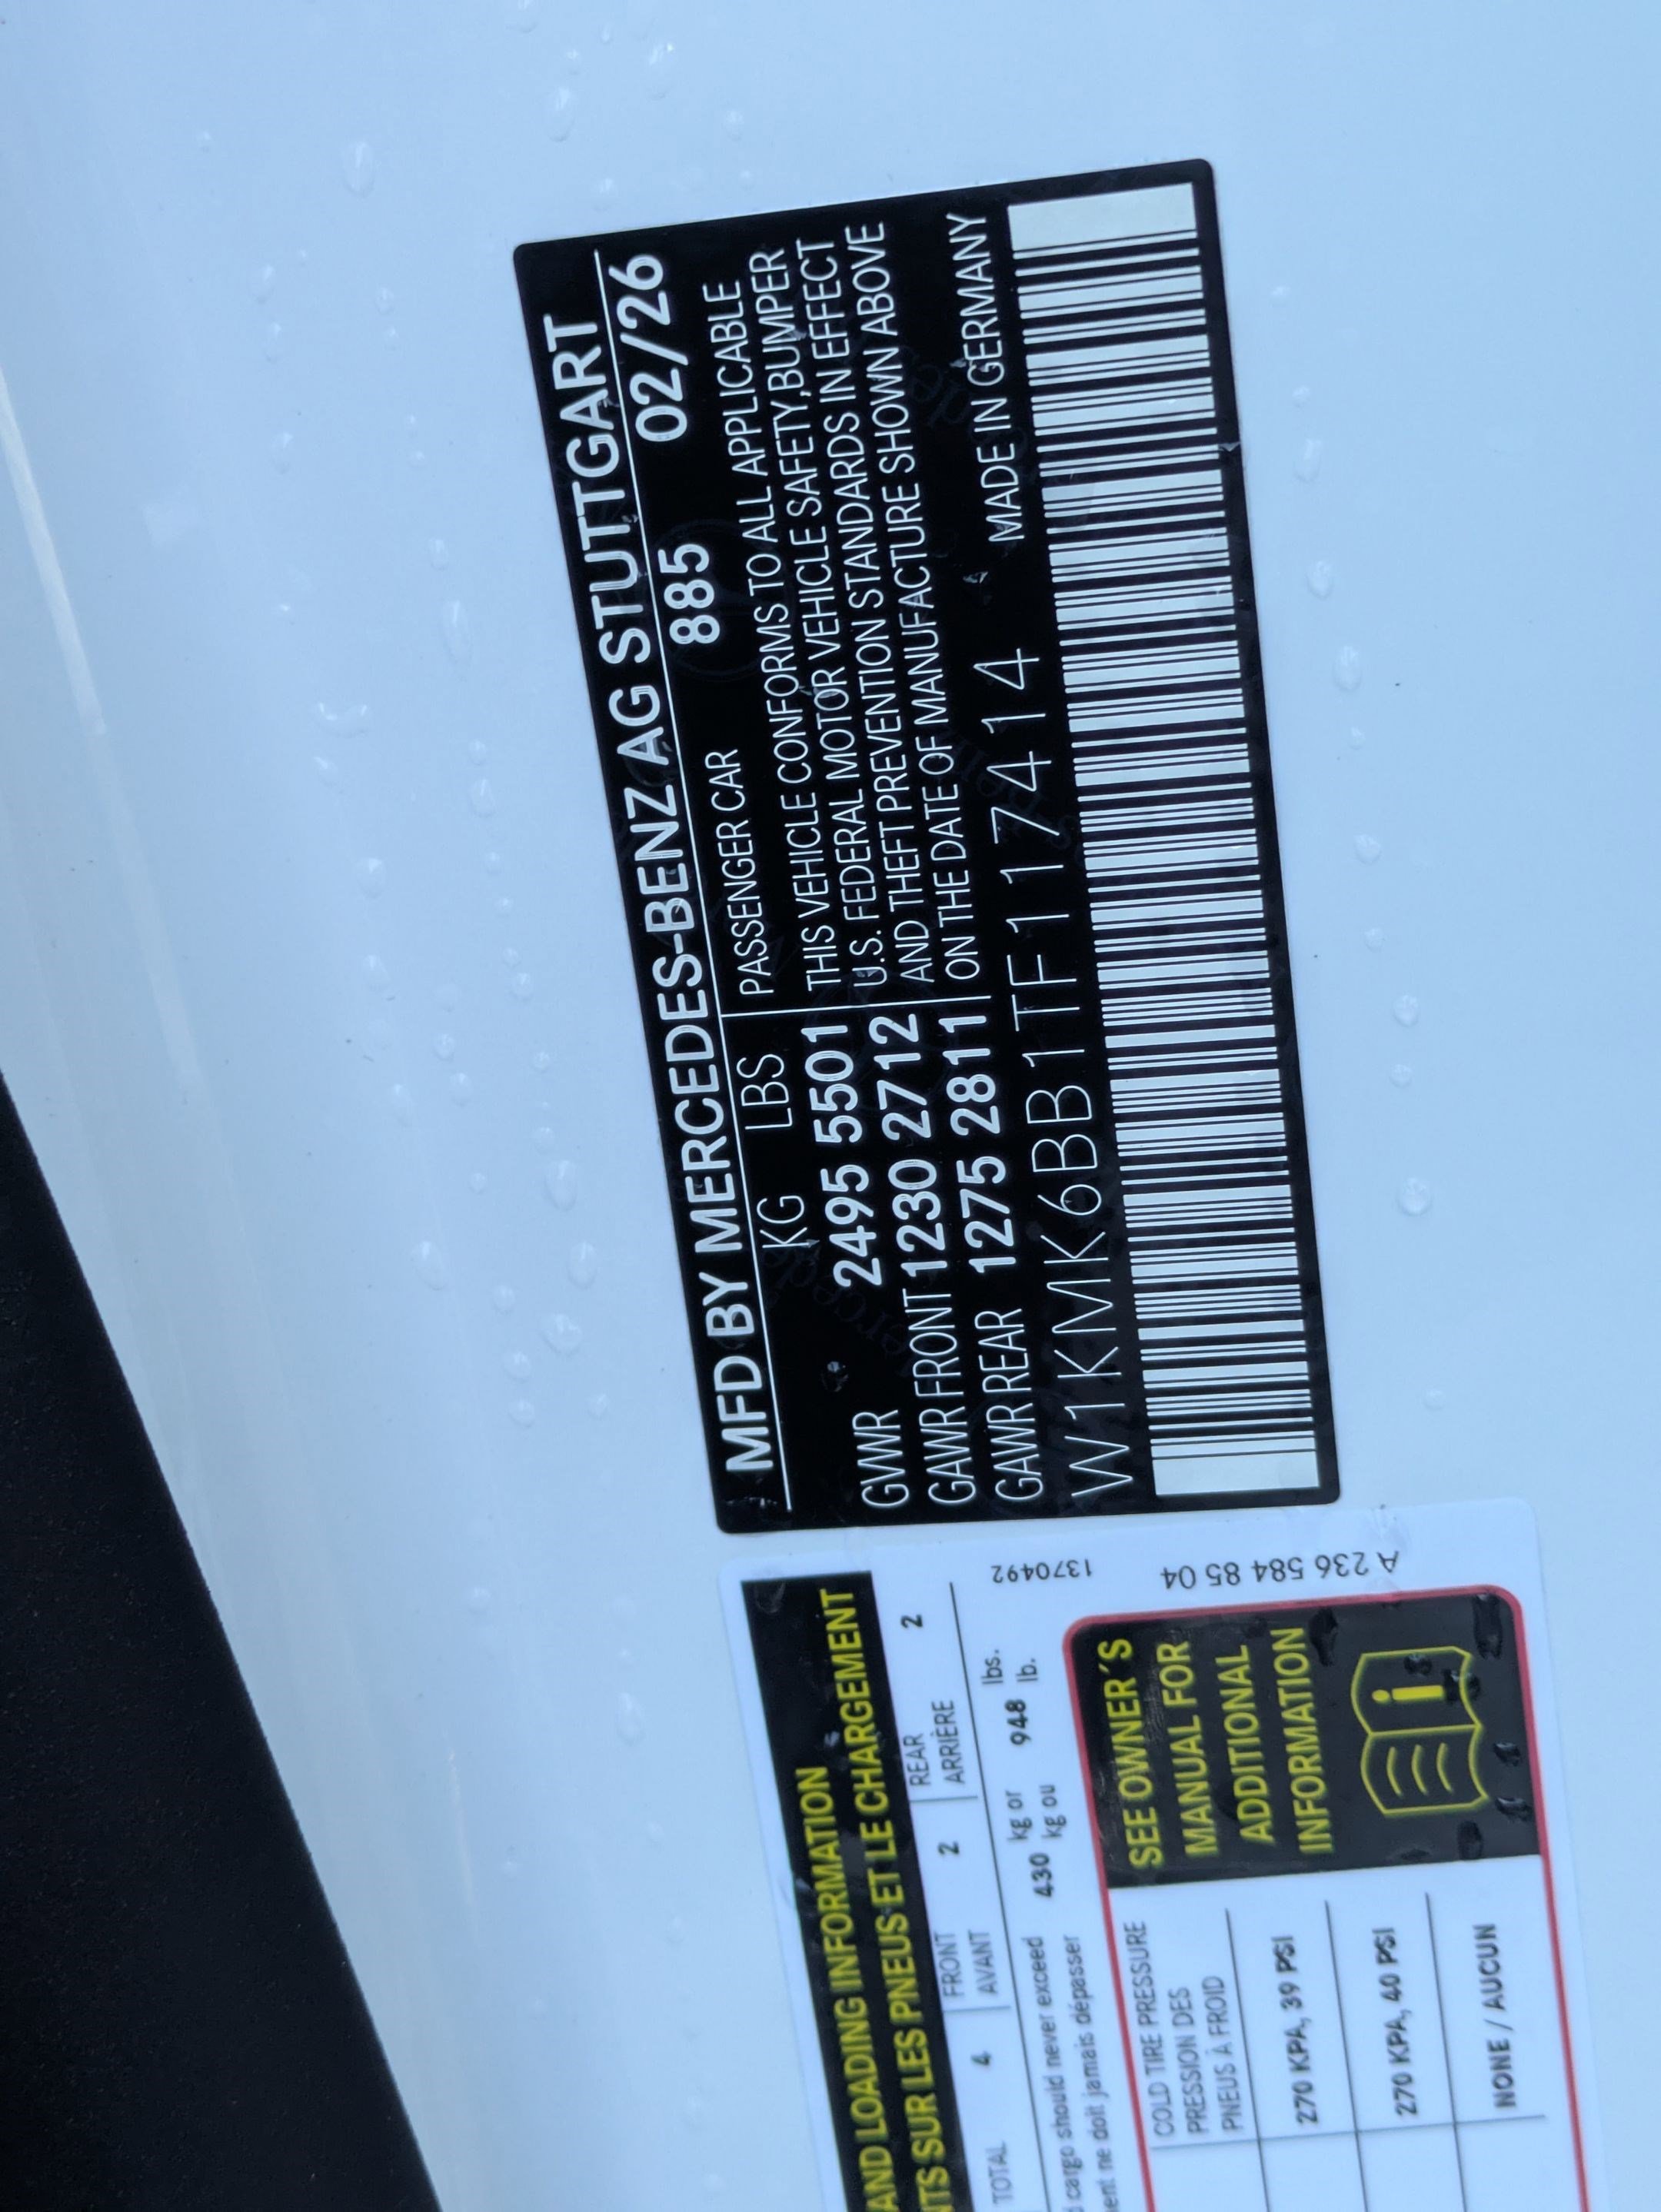 MFD BY MERCEDES-BENZ AG STUTTGART
KG LBS 885 02/26
PASSENGER CAR
GVWR 2495 5501
GAWR FRONT 1230 2712
GAWR REAR 1275 2811
THIS VEHICLE CONFORMS TO ALL APPLICABLE
U.S. FEDERAL MOTOR VEHICLE SAFETY,BUMPER
AND THEFT PREVENTION STANDARDS IN EFFECT
ON THE DATE OF MANUFACTURE SHOWN ABOVE
W1KMK6BB1TF117414 MADE IN GERMANY
AND LOADING INFORMATION
SUR LES PNEUS ET LE CHARGEMENT
TOTAL 4 FRONT AVANT 2 REAR ARRIÈRE 2
cargo should never exceed 430 kg or 948 lbs.
ne doit jamais dépasser kg ou lb.
1370492
A 236 584 85 04
COLD TIRE PRESSURE
PRESSION DES
PNEUS À FROID
270 KPA, 39 PSI
270 KPA, 40 PSI
NONE / AUCUN
SEE OWNER'S
MANUAL FOR
ADDITIONAL
INFORMATION
i